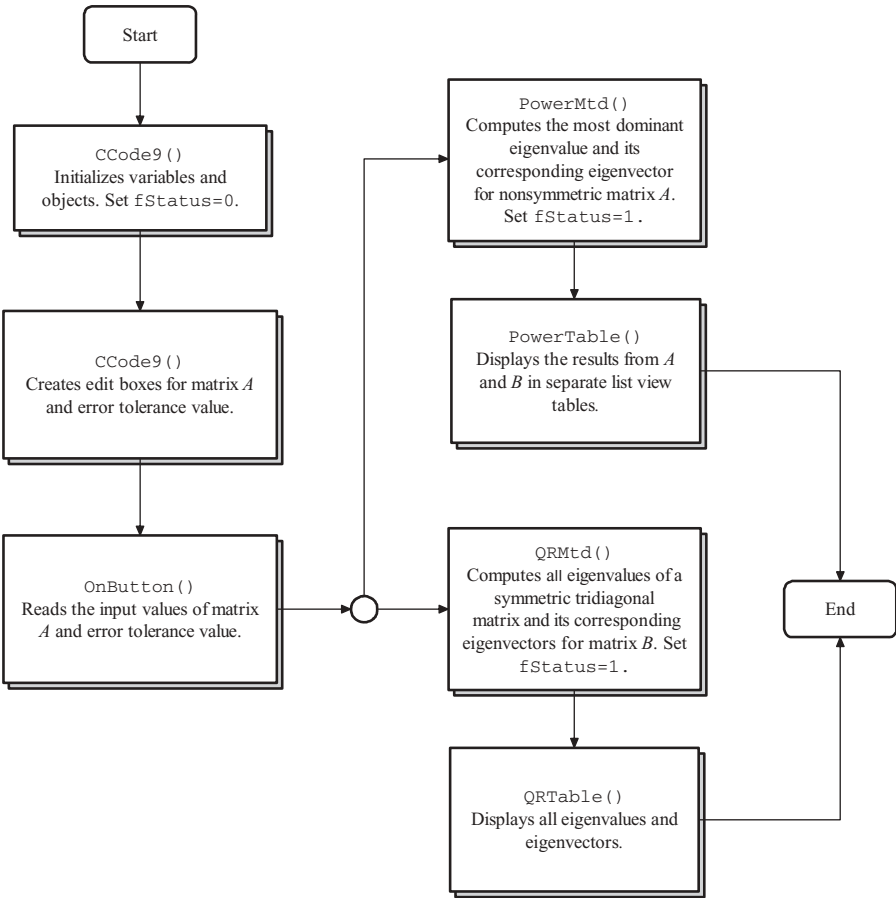 Start
CCode9()
Initializes variables and
objects. Set fStatus=0.
CCode9()
Creates edit boxes for matrix A
and error tolerance value.
OnButton()
Reads the input values of matrix
A and error tolerance value.
PowerMtd()
Computes the most dominant
eigenvalue and its
corresponding eigenvector
for nonsymmetric matrix A.
Set fStatus=1.
PowerTable()
Displays the results from A
and B in separate list view
tables.
QRMtd()
Computes all eigenvalues of a
symmetric tridiagonal
matrix and its corresponding
eigenvectors for matrix B. Set
fStatus=1.
QRTable()
Displays all eigenvalues and
eigenvectors.
End